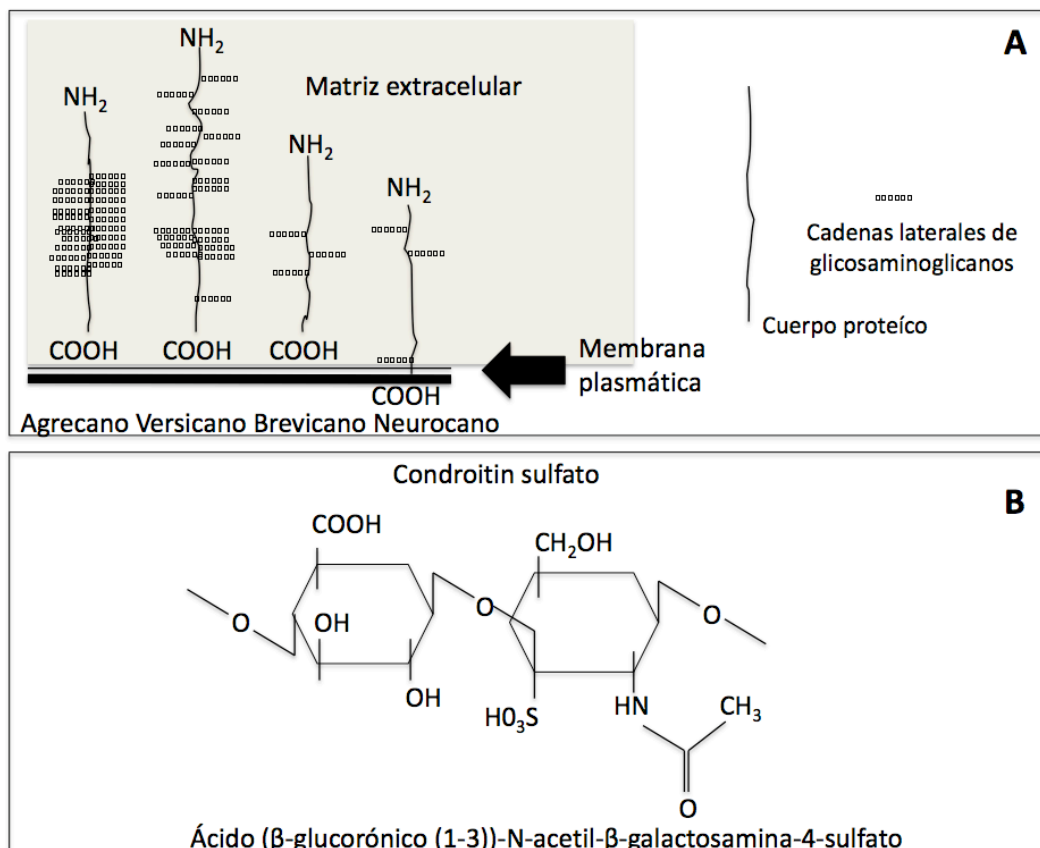 A
NH₂
NH₂
Matriz extracelular
NH₂
NH₂
Cadenas laterales de
glicosaminoglicanos
Cuerpo proteíco
COOH
COOH
COOH
Membrana
plasmática
COOH
Agrecano Versicano Brevicano Neurocano
Condroitin sulfato
B
COOH
CH₂OH
O
O
O
OH
OH
H0₃S
HN
CH₃
O
Ácido (β-glucorónico (1-3))-N-acetil-β-galactosamina-4-sulfato